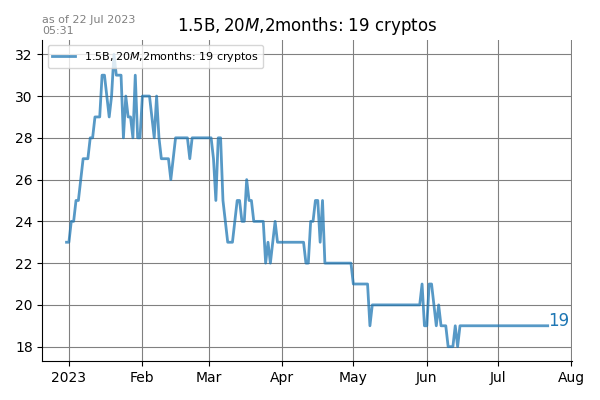 as of 22 Jul 2023
05:31
1.5B, 20M,2months: 19 cryptos
1.5B, 20M,2months: 19 cryptos
32
30
28
26
24
22
20
18
19
2023 Feb Mar Apr May Jun Jul Aug